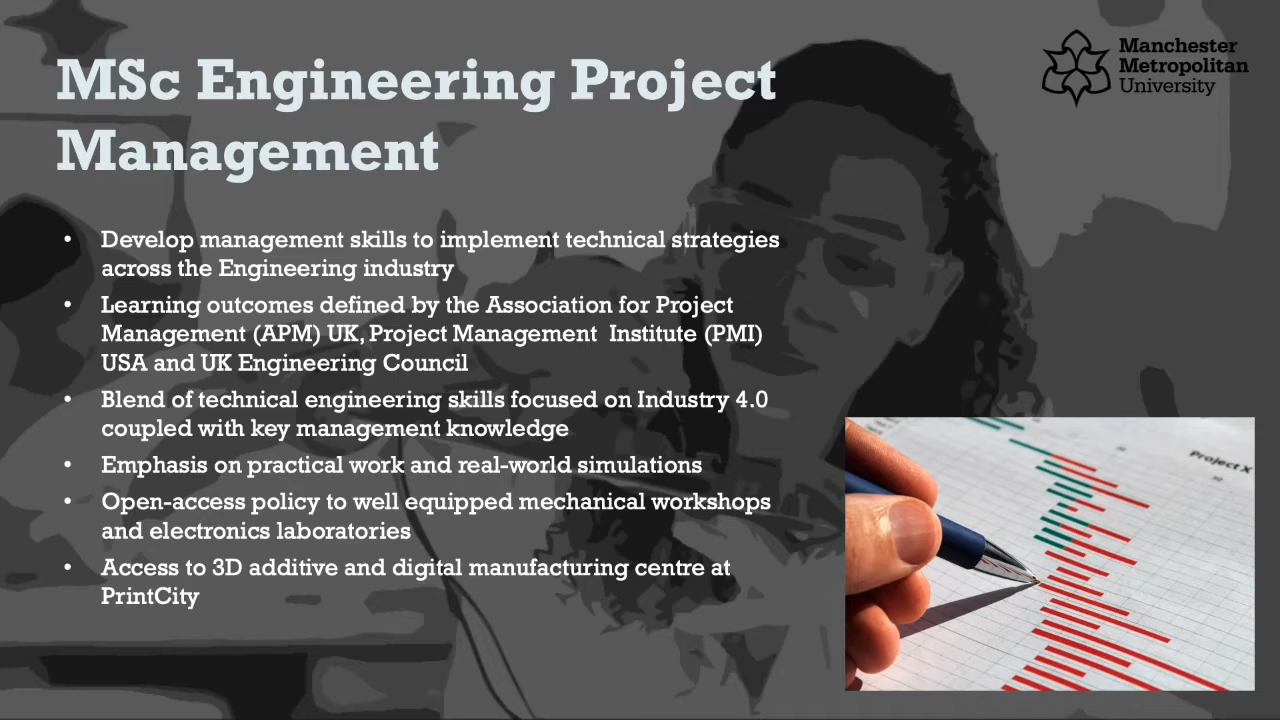 MSc Engineering Project
Management
Manchester
Metropolitan
University
• Develop management skills to implement technical strategies
across the Engineering industry
• Learning outcomes defined by the Association for Project
Management (APM) UK, Project Management  Institute (PMI)
USA and UK Engineering Council
• Blend of technical engineering skills focused on Industry 4.0
coupled with key management knowledge
• Emphasis on practical work and real-world simulations
• Open-access policy to well equipped mechanical workshops
and electronics laboratories
• Access to 3D additive and digital manufacturing centre at
PrintCity
Project X